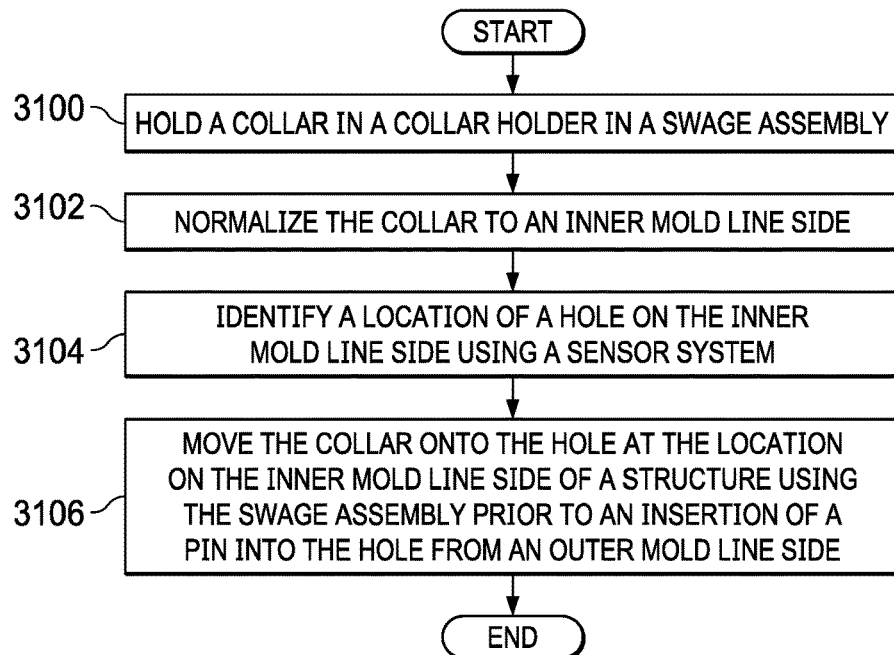 START
3100
HOLD A COLLAR IN A COLLAR HOLDER IN A SWAGE ASSEMBLY
3102
NORMALIZE THE COLLAR TO AN INNER MOLD LINE SIDE
3104
IDENTIFY A LOCATION OF A HOLE ON THE INNER
MOLD LINE SIDE USING A SENSOR SYSTEM
3106
MOVE THE COLLAR ONTO THE HOLE AT THE LOCATION
ON THE INNER MOLD LINE SIDE OF A STRUCTURE USING
THE SWAGE ASSEMBLY PRIOR TO AN INSERTION OF A
PIN INTO THE HOLE FROM AN OUTER MOLD LINE SIDE
END